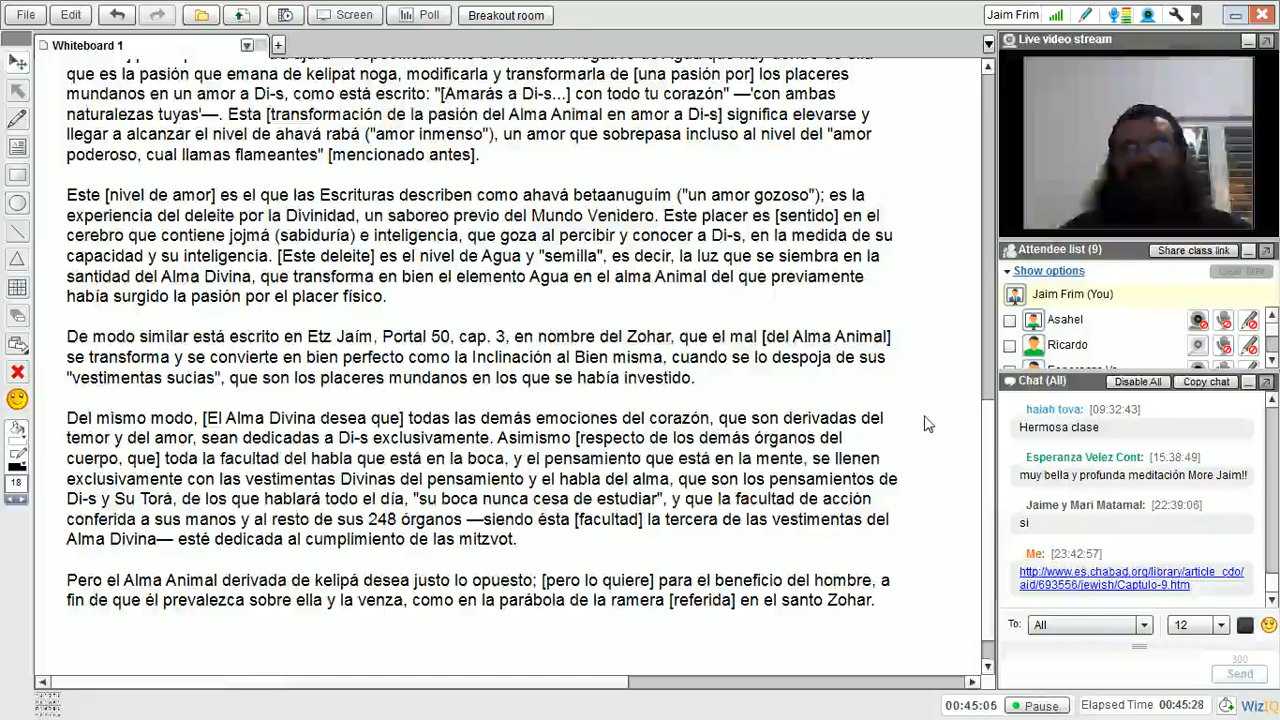 File
Edit
Screen
Poll
Breakout room
Jaim Frim
Whiteboard 1
que es la pasión que emana de kelipat noga, modificarla y transformarla de [una pasión por] los placeres
mundanos en un amor a Di-s, como está escrito: "[Amarás a Di-s...] con todo tu corazón" —'con ambas
naturalezas tuyas'—. Esta [transformación de la pasión del Alma Animal en amor a Di-s] significa elevarse y
llegar a alcanzar el nivel de ahavá rabá ("amor inmenso"), un amor que sobrepasa incluso al nivel del "amor
poderoso, cual llamas flameantes" [mencionado antes].
Este [nivel de amor] es el que las Escrituras describen como ahavá betaanuguím ("un amor gozoso"); es la
experiencia del deleite por la Divinidad, un saboreo previo del Mundo Venidero. Este placer es [sentido] en el
cerebro que contiene jojmá (sabiduría) e inteligencia, que goza al percibir y conocer a Di-s, en la medida de su
capacidad y su inteligencia. [Este deleite] es el nivel de Agua y "semilla", es decir, la luz que se siembra en la
santidad del Alma Divina, que transforma en bien el elemento Agua en el alma Animal del que previamente
había surgido la pasión por el placer físico.
De modo similar está escrito en Etz Jaím, Portal 50, cap. 3, en nombre del Zohar, que el mal [del Alma Animal]
se transforma y se convierte en bien perfecto como la Inclinación al Bien misma, cuando se lo despoja de sus
"vestimentas sucias", que son los placeres mundanos en los que se había investido.
Del mismo modo, [El Alma Divina desea que] todas las demás emociones del corazón, que son derivadas del
temor y del amor, sean dedicadas a Di-s exclusivamente. Asimismo [respecto de los demás órganos del
cuerpo, que] toda la facultad del habla que está en la boca, y el pensamiento que está en la mente, se llenen
exclusivamente con las vestimentas Divinas del pensamiento y el habla del alma, que son los pensamientos de
Di-s y Su Torá, de los que hablará todo el día, "su boca nunca cesa de estudiar", y que la facultad de acción
conferida a sus manos y al resto de sus 248 órganos —siendo ésta [facultad] la tercera de las vestimentas del
Alma Divina— esté dedicada al cumplimiento de las mitzvot.
Pero el Alma Animal derivada de kelipá desea justo lo opuesto; [pero lo quiere] para el beneficio del hombre, a
fin de que él prevalezca sobre ella y la venza, como en la parábola de la ramera [referida] en el santo Zohar.
18
Live video stream
Attendee list (9)
Share class link
Show options
Jaim Frim (You)
Asahel
Ricardo
Chat (All)
Disable All
Copy chat
haiah tova: [09:32:43]
Hermosa clase
Esperanza Velez Cont: [15:38:49]
muy bella y profunda meditación More Jaim!!
Jaime y Mari Matamal: [22:39:06]
si
Me: [23:42:57]
http://www.es.chabad.org/library/article_cdo/
aid/693556/jewish/Captulo-9.htm
To:
All
12
300
Send
00:45:06
Pause
Elapsed Time 00:45:28
WizIQ